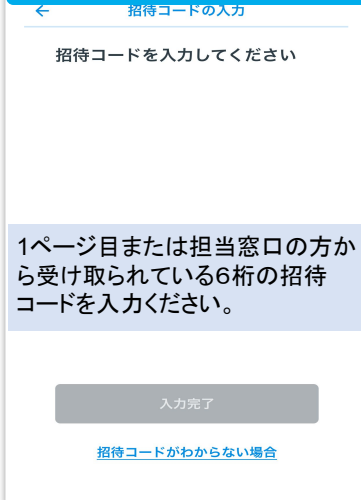 招待コードの入力
招待コードを入力してください
1ページ目または担当窓口の方か
ら受け取られている6桁の招待
コードを入力ください。
入力完了
招待コードがわからない場合